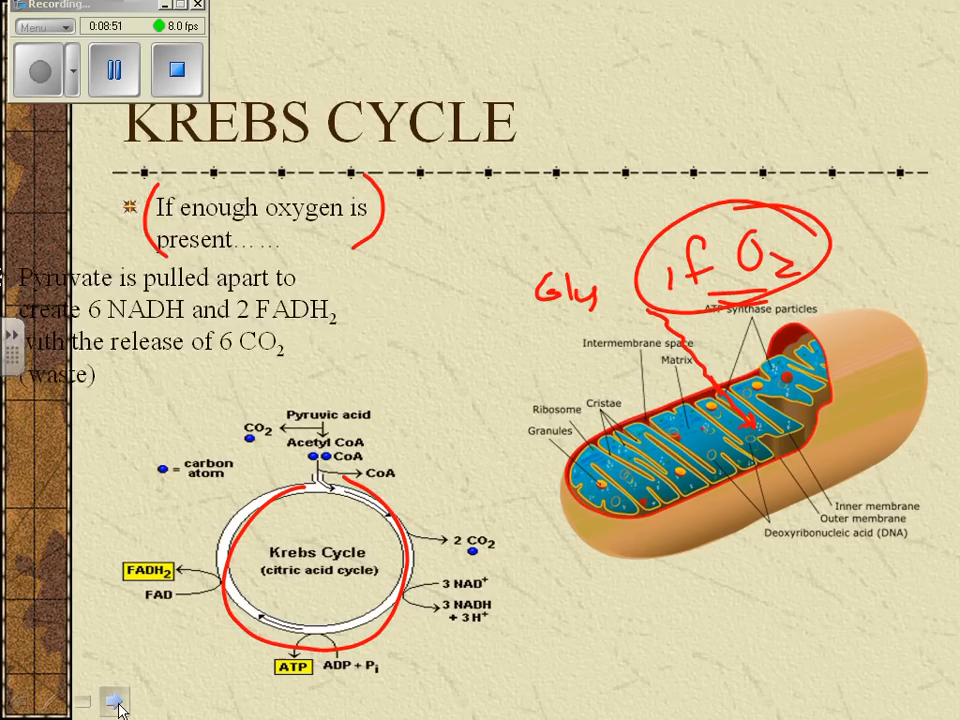 Recording...
Menu
0:08:51
8.0 fps
KREBS CYCLE
If enough oxygen is
present……
Pyruvate is pulled apart to
create 6 NADH and 2 FADH2
with the release of 6 CO2
(waste)
Gly
if O2
ATP synthase particles
Intermembrane space
Matrix
Cristae
Ribosome
Granules
Inner membrane
Outer membrane
Deoxyribonucleic acid (DNA)
Pyruvic acid
CO2
Acetyl CoA
CoA
= carbon
atom
CoA
Krebs Cycle
(citric acid cycle)
2 CO2
3 NAD+
3 NADH
+ 3 H+
FADH2
FAD
ATP
ADP + Pi